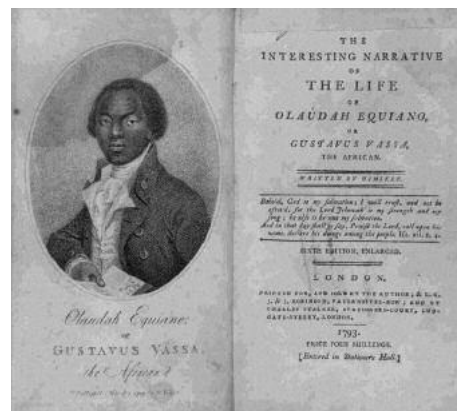 Olaudah Equiano;
or
GUSTAVUS VASSA,
the African.
THE
INTERESTING NARRATIVE
OF
THE LIFE
OF
OLAUDAH EQUIANO,
OR
GUSTAVUS VASSA,
THE AFRICAN.
WRITTEN BY HIMSELF.
Behold, God is my salvation; I will trust, and not be
afraid, for the Lord Jehovah is my strength and my
song; he also is become my salvation.
And in that day shall ye say, Praise the Lord, call upon his
name, declare his doings among the people. Isa. xii. 2. 4.
SIXTH EDITION, ENLARGED.
LONDON,
PRINTED FOR, AND SOLD BY THE AUTHOR;
1793.
PRICE FOUR SHILLINGS.
[Entered in Stationers Hall.]